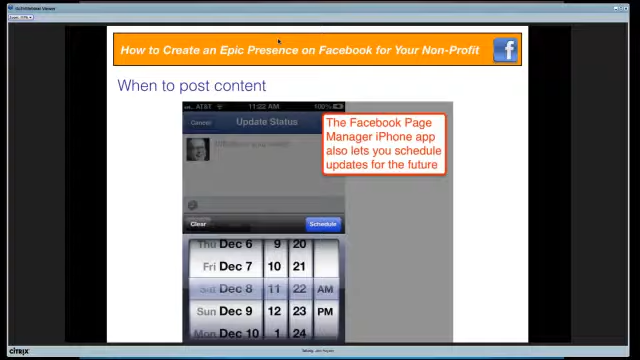 GoToWebinar Viewer
How to Create an Epic Presence on Facebook for Your Non-Profit
f
When to post content
AT&T 11:22 AM 100%
Cancel Update Status
The Facebook Page
Manager iPhone app
also lets you schedule
updates for the future
Clear Schedule
Thu Dec 6 9 20
Fri Dec 7 10 21
Sat Dec 8 11 22 AM
Sun Dec 9 12 23 PM
Mon Dec 10 1 24
CITRIX